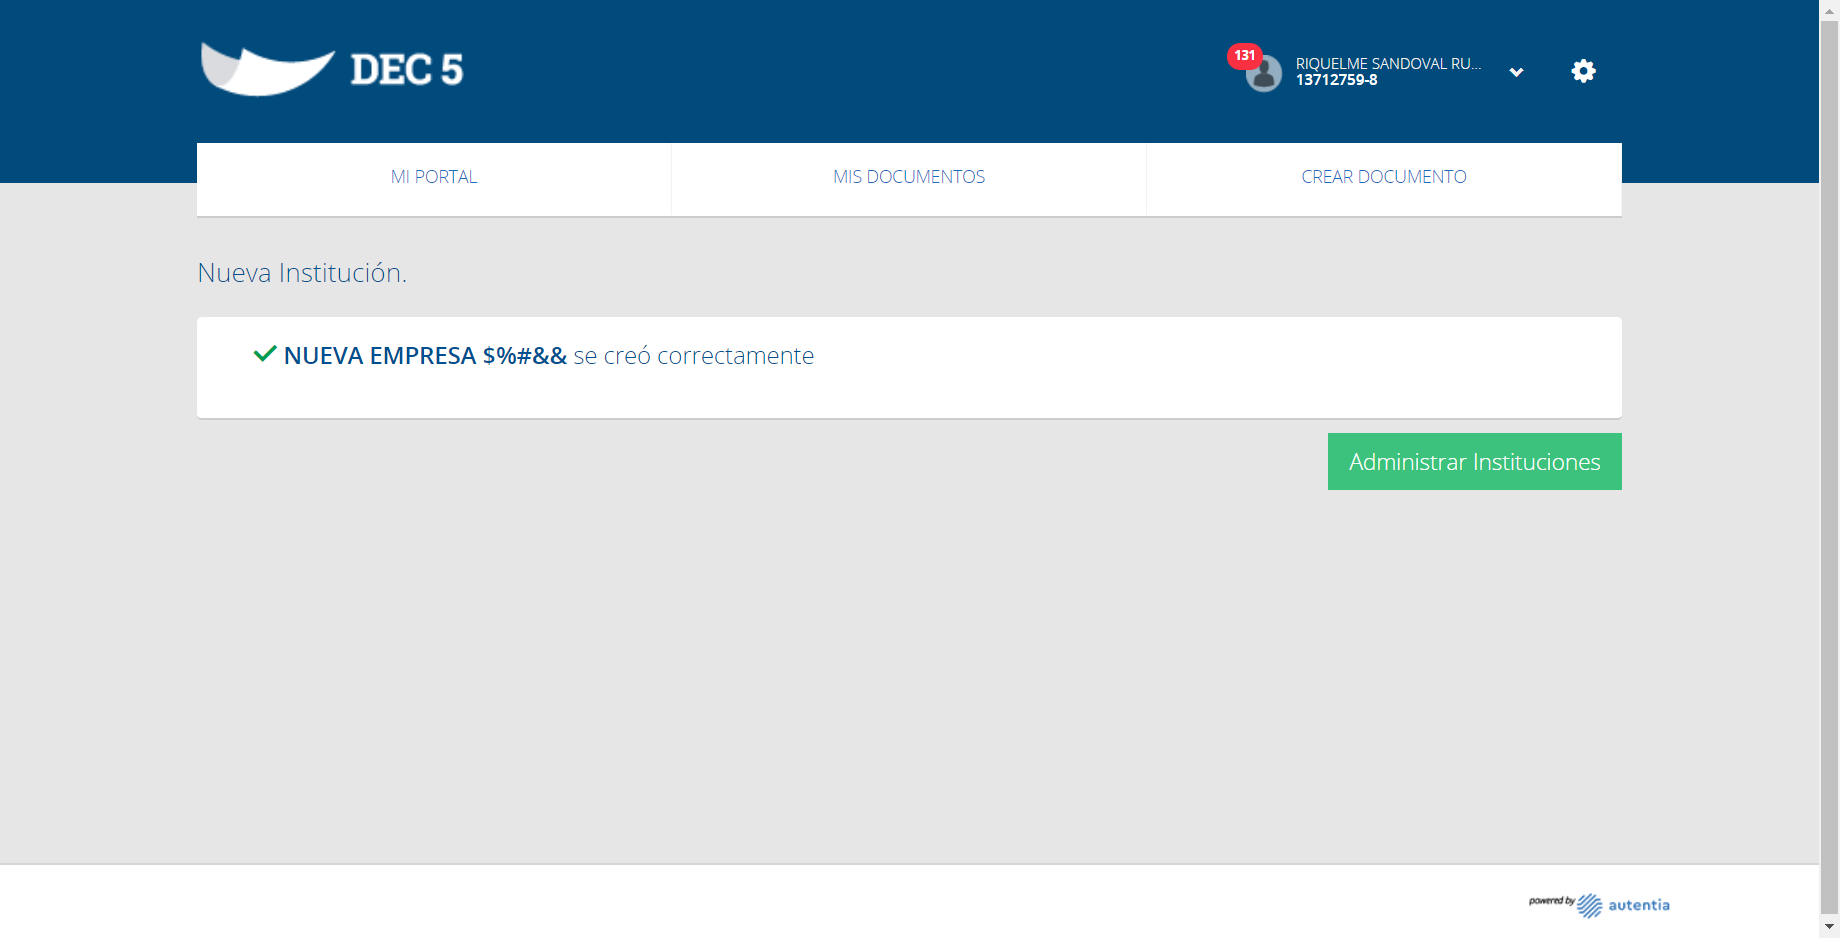 DEC 5
131
RIQUELME SANDOVAL RU...
13712759-8
MI PORTAL
MIS DOCUMENTOS
CREAR DOCUMENTO
Nueva Institución.
NUEVA EMPRESA $%#&& se creó correctamente
Administrar Instituciones
powered by autentia